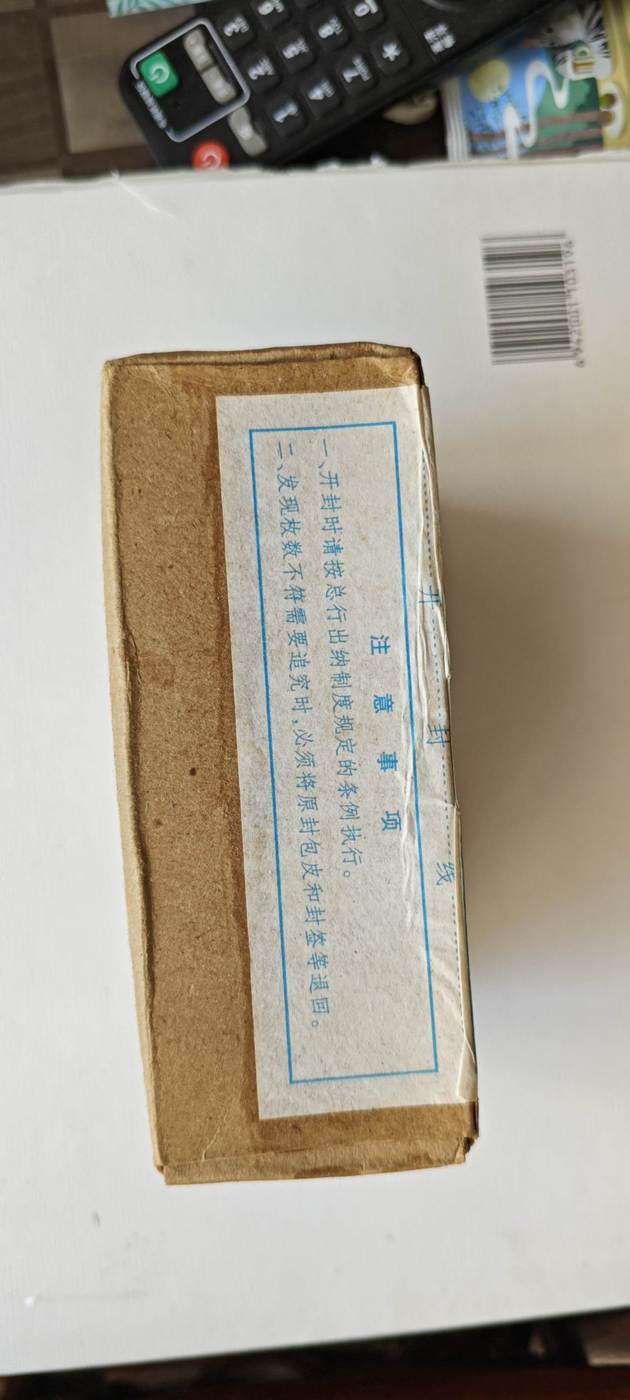 开封线
注意事项
一、开封时请按总行出纳制度规定的条例执行。
二、发现枚数不符需要追究时,必须将原封包皮和封签等退回。